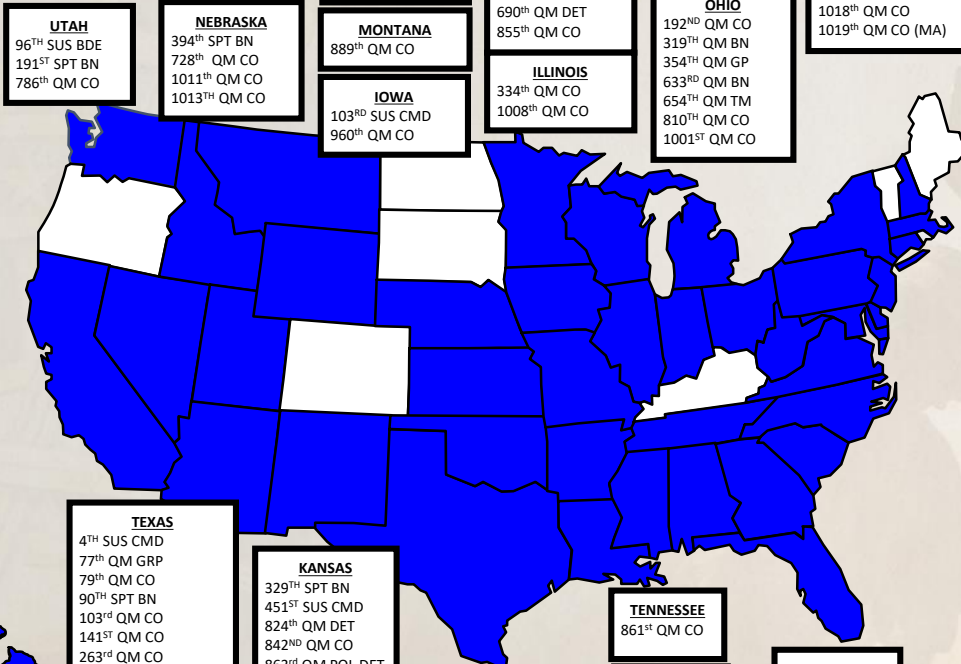 UTAH
96TH SUS BDE
191ST SPT BN
786th QM CO
NEBRASKA
394th SPT BN
728th QM CO
1011th QM CO
1013TH QM CO
MONTANA
889th QM CO
IOWA
103RD SUS CMD
960th QM CO
690th QM DET
855th QM CO
ILLINOIS
334th QM CO
1008th QM CO
OHIO
192ND QM CO
319TH QM BN
354TH QM GP
633RD QM BN
654TH QM TM
810TH QM CO
1001ST QM CO
1018th QM CO
1019th QM CO (MA)
TEXAS
4TH SUS CMD
77th QM GRP
79th QM CO
90TH SPT BN
103rd QM CO
141ST QM CO
263rd QM CO
KANSAS
329TH SPT BN
451ST SUS CMD
824th QM DET
842ND QM CO
863rd QM POL DET
TENNESSEE
861st QM CO